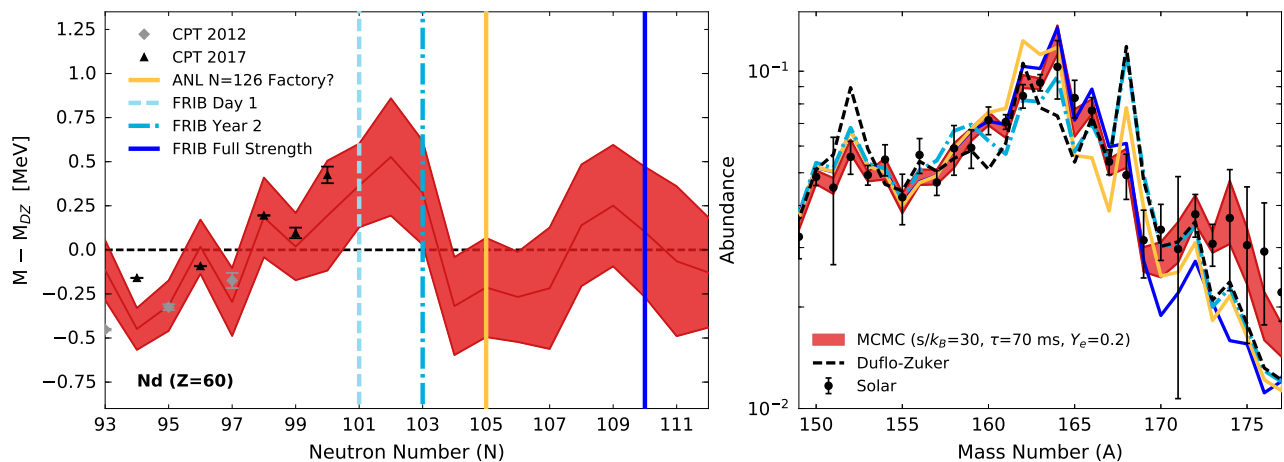 M − M_DZ [MeV]
1.25
1.00
0.75
0.50
0.25
0.0
−0.25
−0.50
−0.75
CPT 2012
CPT 2017
ANL N=126 Factory?
FRIB Day 1
FRIB Year 2
FRIB Full Strength
Nd (Z=60)
93 95 97 99 101 103 105 107 109 111
Neutron Number (N)
Abundance
10⁻¹
10⁻²
MCMC (s/k_B=30, τ=70 ms, Y_e=0.2)
Duflo-Zuker
Solar
150 155 160 165 170 175
Mass Number (A)